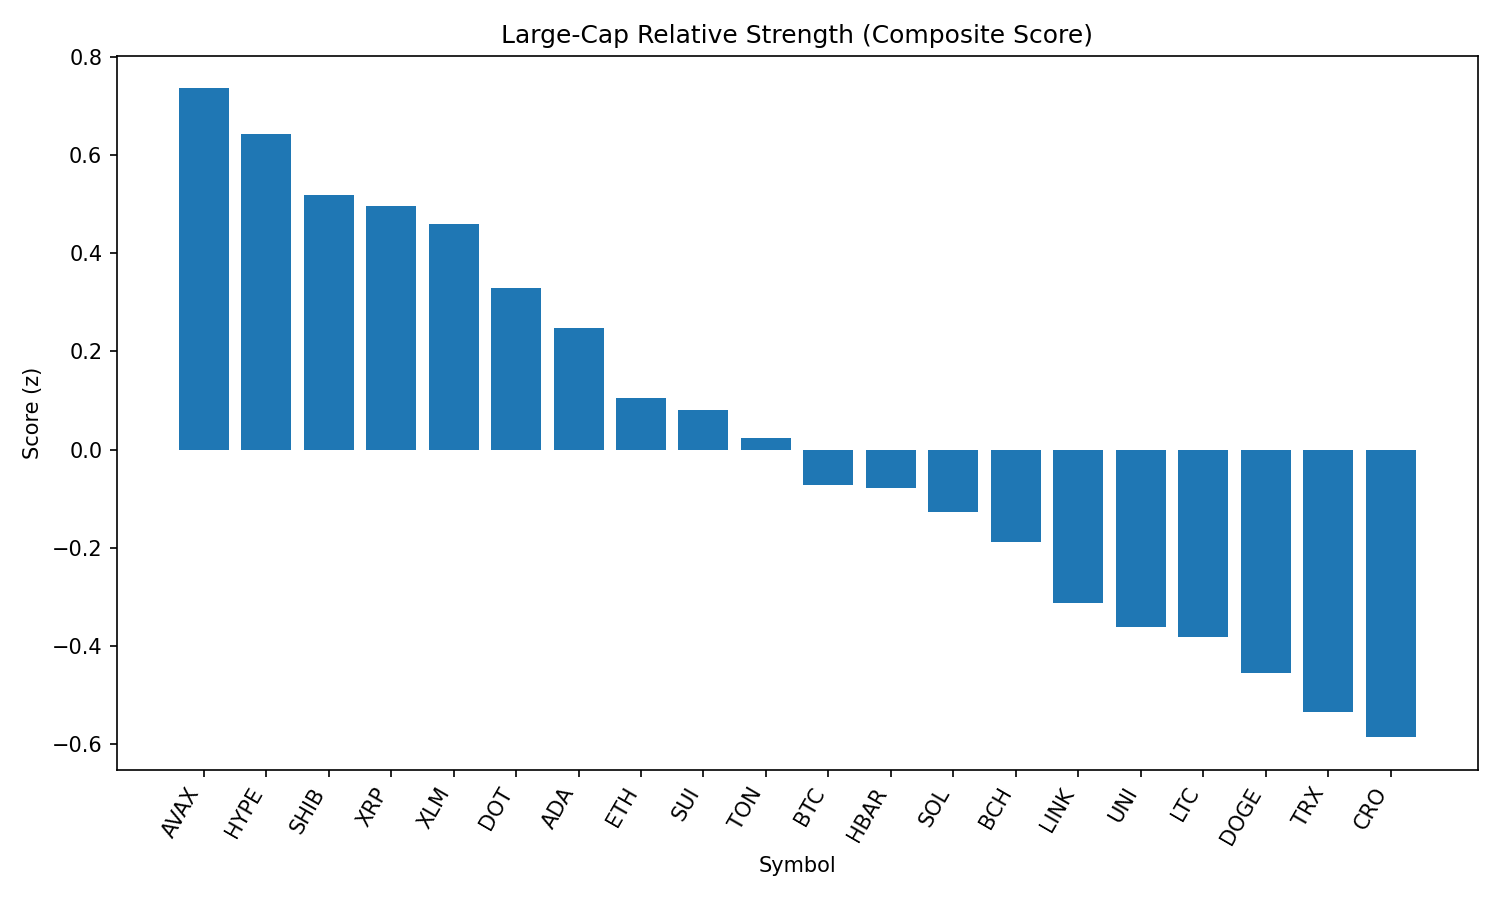 Large-Cap Relative Strength (Composite Score)
Score (z)
0.8
0.6
0.4
0.2
0.0
−0.2
−0.4
−0.6
AVAX
HYPE
SHIB
XRP
XLM
DOT
ADA
ETH
SUI
TON
BTC
HBAR
SOL
BCH
LINK
UNI
LTC
DOGE
TRX
CRO
Symbol